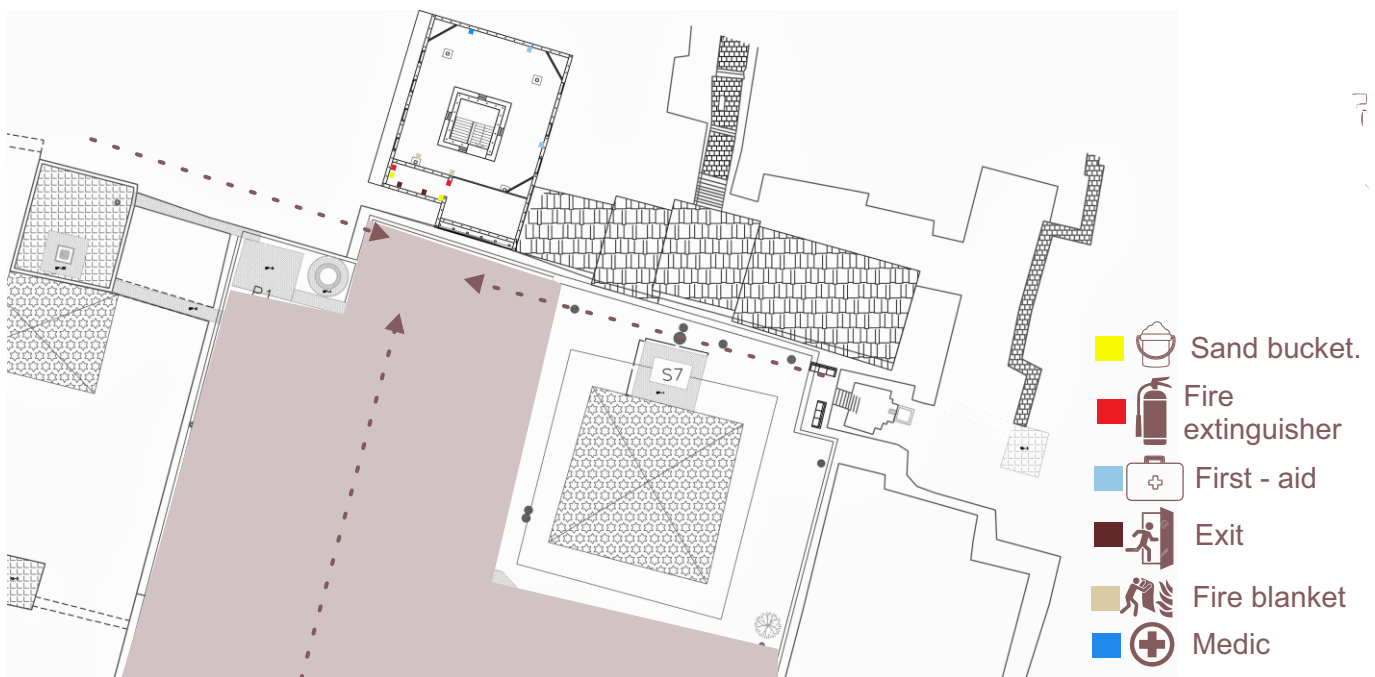 P1
S7
Sand bucket.
Fire
extinguisher
First - aid
Exit
Fire blanket
Medic